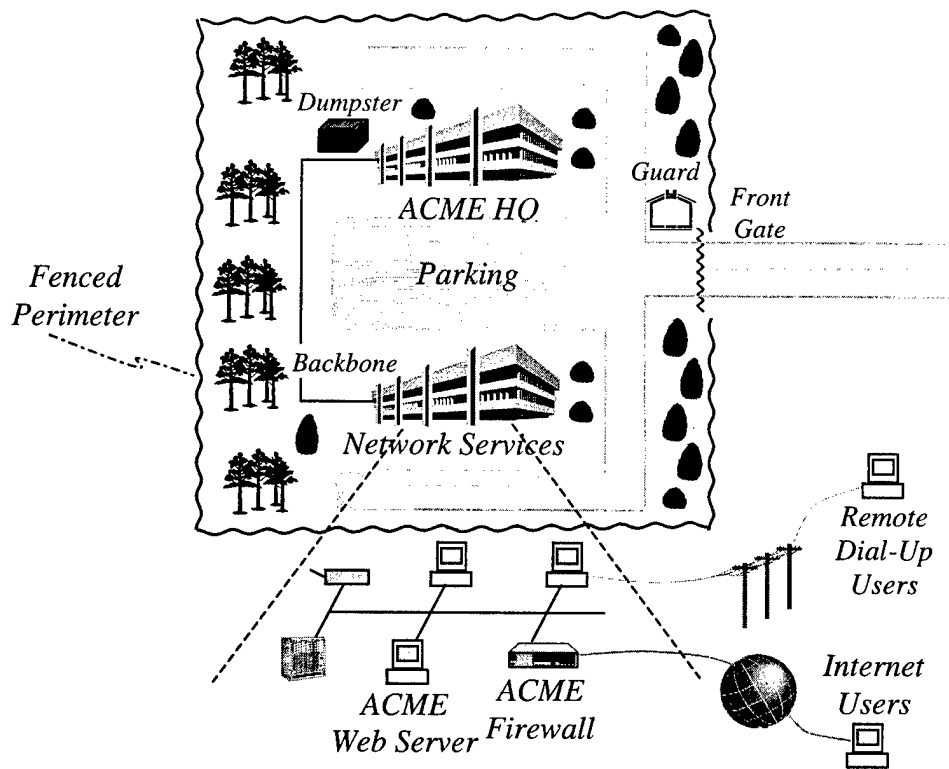 Dumpster
Guard
ACME HQ
Front
Gate
Parking
Fenced
Perimeter
Backbone
Network Services
Remote
Dial-Up
Users
ACME
Web Server
ACME
Firewall
Internet
Users